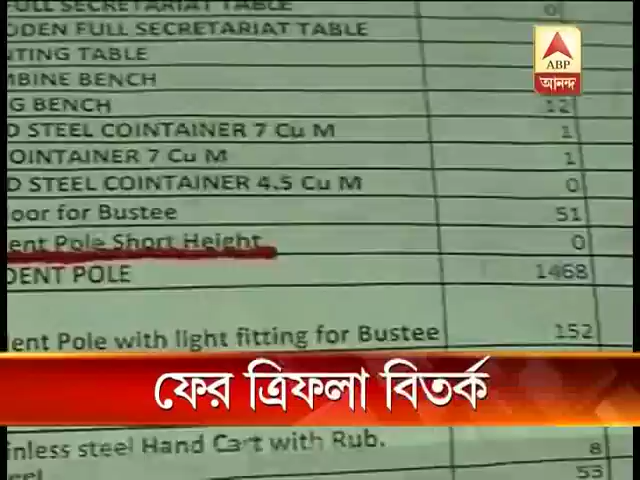 FULL SECRETARIAT TABLE 0
ODEN FULL SECRETARIAT TABLE
NTING TABLE
MBINE BENCH
G BENCH 12
D STEEL COINTAINER 7 Cu M 1
OINTAINER 7 Cu M 1
D STEEL COINTAINER 4.5 Cu M 0
oor for Bustee 51
ent Pole Short Height 0
DENT POLE 1468
ent Pole with light fitting for Bustee 152
ABP
আনন্দ
ফের ত্রিফলা বিতর্ক
inless steel Hand Cart with Rub. 8
eel 53